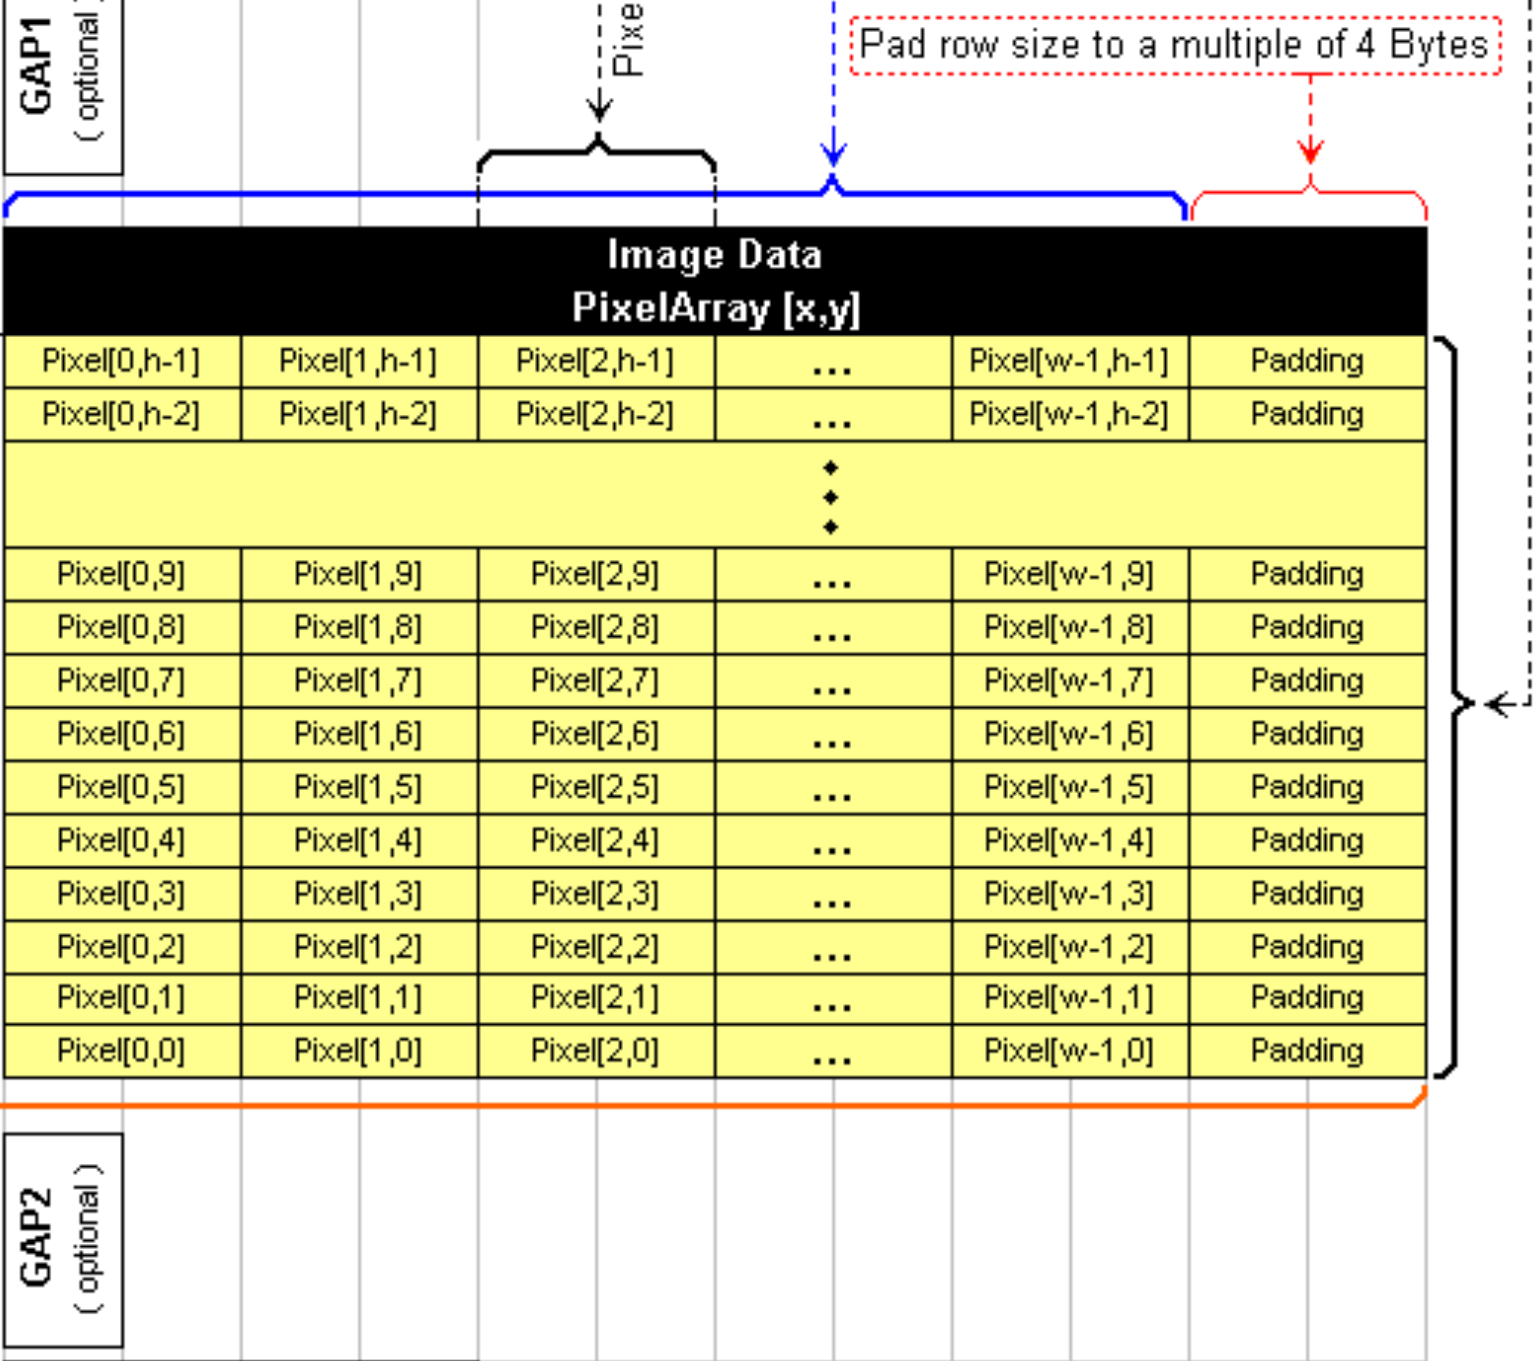 GAP1
( optional )
Pixe
Pad row size to a multiple of 4 Bytes
Image Data
PixelArray [x,y]
Pixel[0,h-1] Pixel[1,h-1] Pixel[2,h-1] ... Pixel[w-1,h-1] Padding
Pixel[0,h-2] Pixel[1,h-2] Pixel[2,h-2] ... Pixel[w-1,h-2] Padding
Pixel[0,9] Pixel[1,9] Pixel[2,9] ... Pixel[w-1,9] Padding
Pixel[0,8] Pixel[1,8] Pixel[2,8] ... Pixel[w-1,8] Padding
Pixel[0,7] Pixel[1,7] Pixel[2,7] ... Pixel[w-1,7] Padding
Pixel[0,6] Pixel[1,6] Pixel[2,6] ... Pixel[w-1,6] Padding
Pixel[0,5] Pixel[1,5] Pixel[2,5] ... Pixel[w-1,5] Padding
Pixel[0,4] Pixel[1,4] Pixel[2,4] ... Pixel[w-1,4] Padding
Pixel[0,3] Pixel[1,3] Pixel[2,3] ... Pixel[w-1,3] Padding
Pixel[0,2] Pixel[1,2] Pixel[2,2] ... Pixel[w-1,2] Padding
Pixel[0,1] Pixel[1,1] Pixel[2,1] ... Pixel[w-1,1] Padding
Pixel[0,0] Pixel[1,0] Pixel[2,0] ... Pixel[w-1,0] Padding
GAP2
( optional )